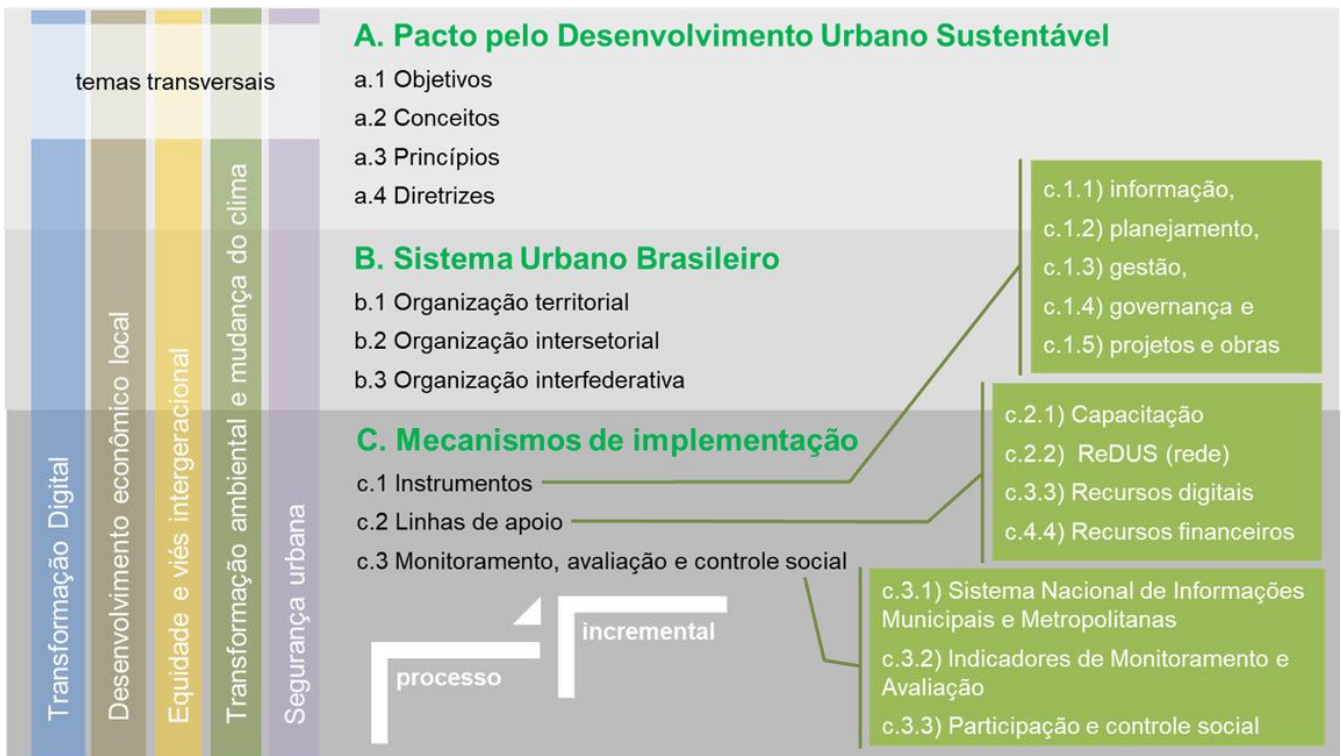 temas transversais
Transformação Digital
Desenvolvimento econômico local
Equidade e viés intergeracional
Transformação ambiental e mudança do clima
Segurança urbana
A. Pacto pelo Desenvolvimento Urbano Sustentável
a.1 Objetivos
a.2 Conceitos
a.3 Princípios
a.4 Diretrizes
B. Sistema Urbano Brasileiro
b.1 Organização territorial
b.2 Organização intersetorial
b.3 Organização interfederativa
C. Mecanismos de implementação
c.1 Instrumentos
c.2 Linhas de apoio
c.3 Monitoramento, avaliação e controle social
processo
incremental
c.1.1) informação,
c.1.2) planejamento,
c.1.3) gestão,
c.1.4) governança e
c.1.5) projetos e obras
c.2.1) Capacitação
c.2.2) ReDUS (rede)
c.3.3) Recursos digitais
c.4.4) Recursos financeiros
c.3.1) Sistema Nacional de Informações
Municipais e Metropolitanas
c.3.2) Indicadores de Monitoramento e
Avaliação
c.3.3) Participação e controle social